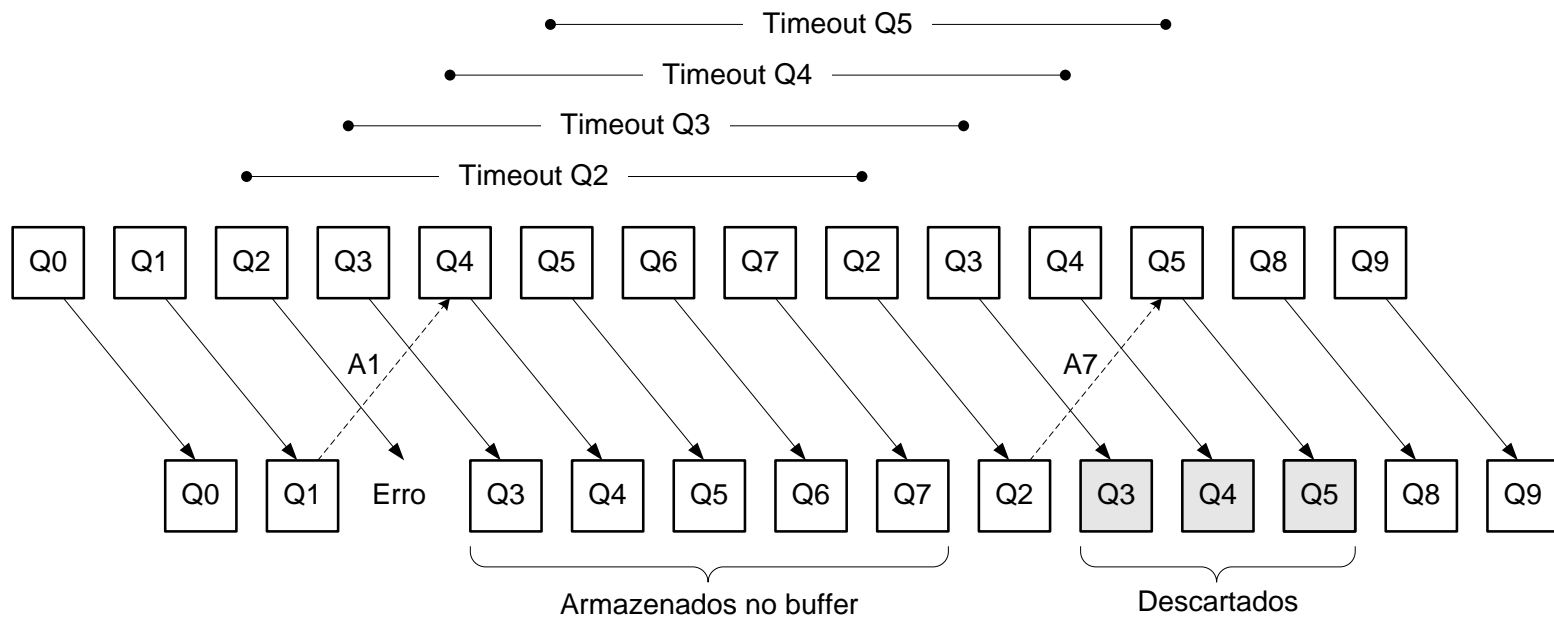 Timeout Q5
Timeout Q4
Timeout Q3
Timeout Q2
Q0 Q1 Q2 Q3 Q4 Q5 Q6 Q7 Q2 Q3 Q4 Q5 Q8 Q9
A1 A7
Q0 Q1 Erro Q3 Q4 Q5 Q6 Q7 Q2 Q3 Q4 Q5 Q8 Q9
Armazenados no buffer Descartados